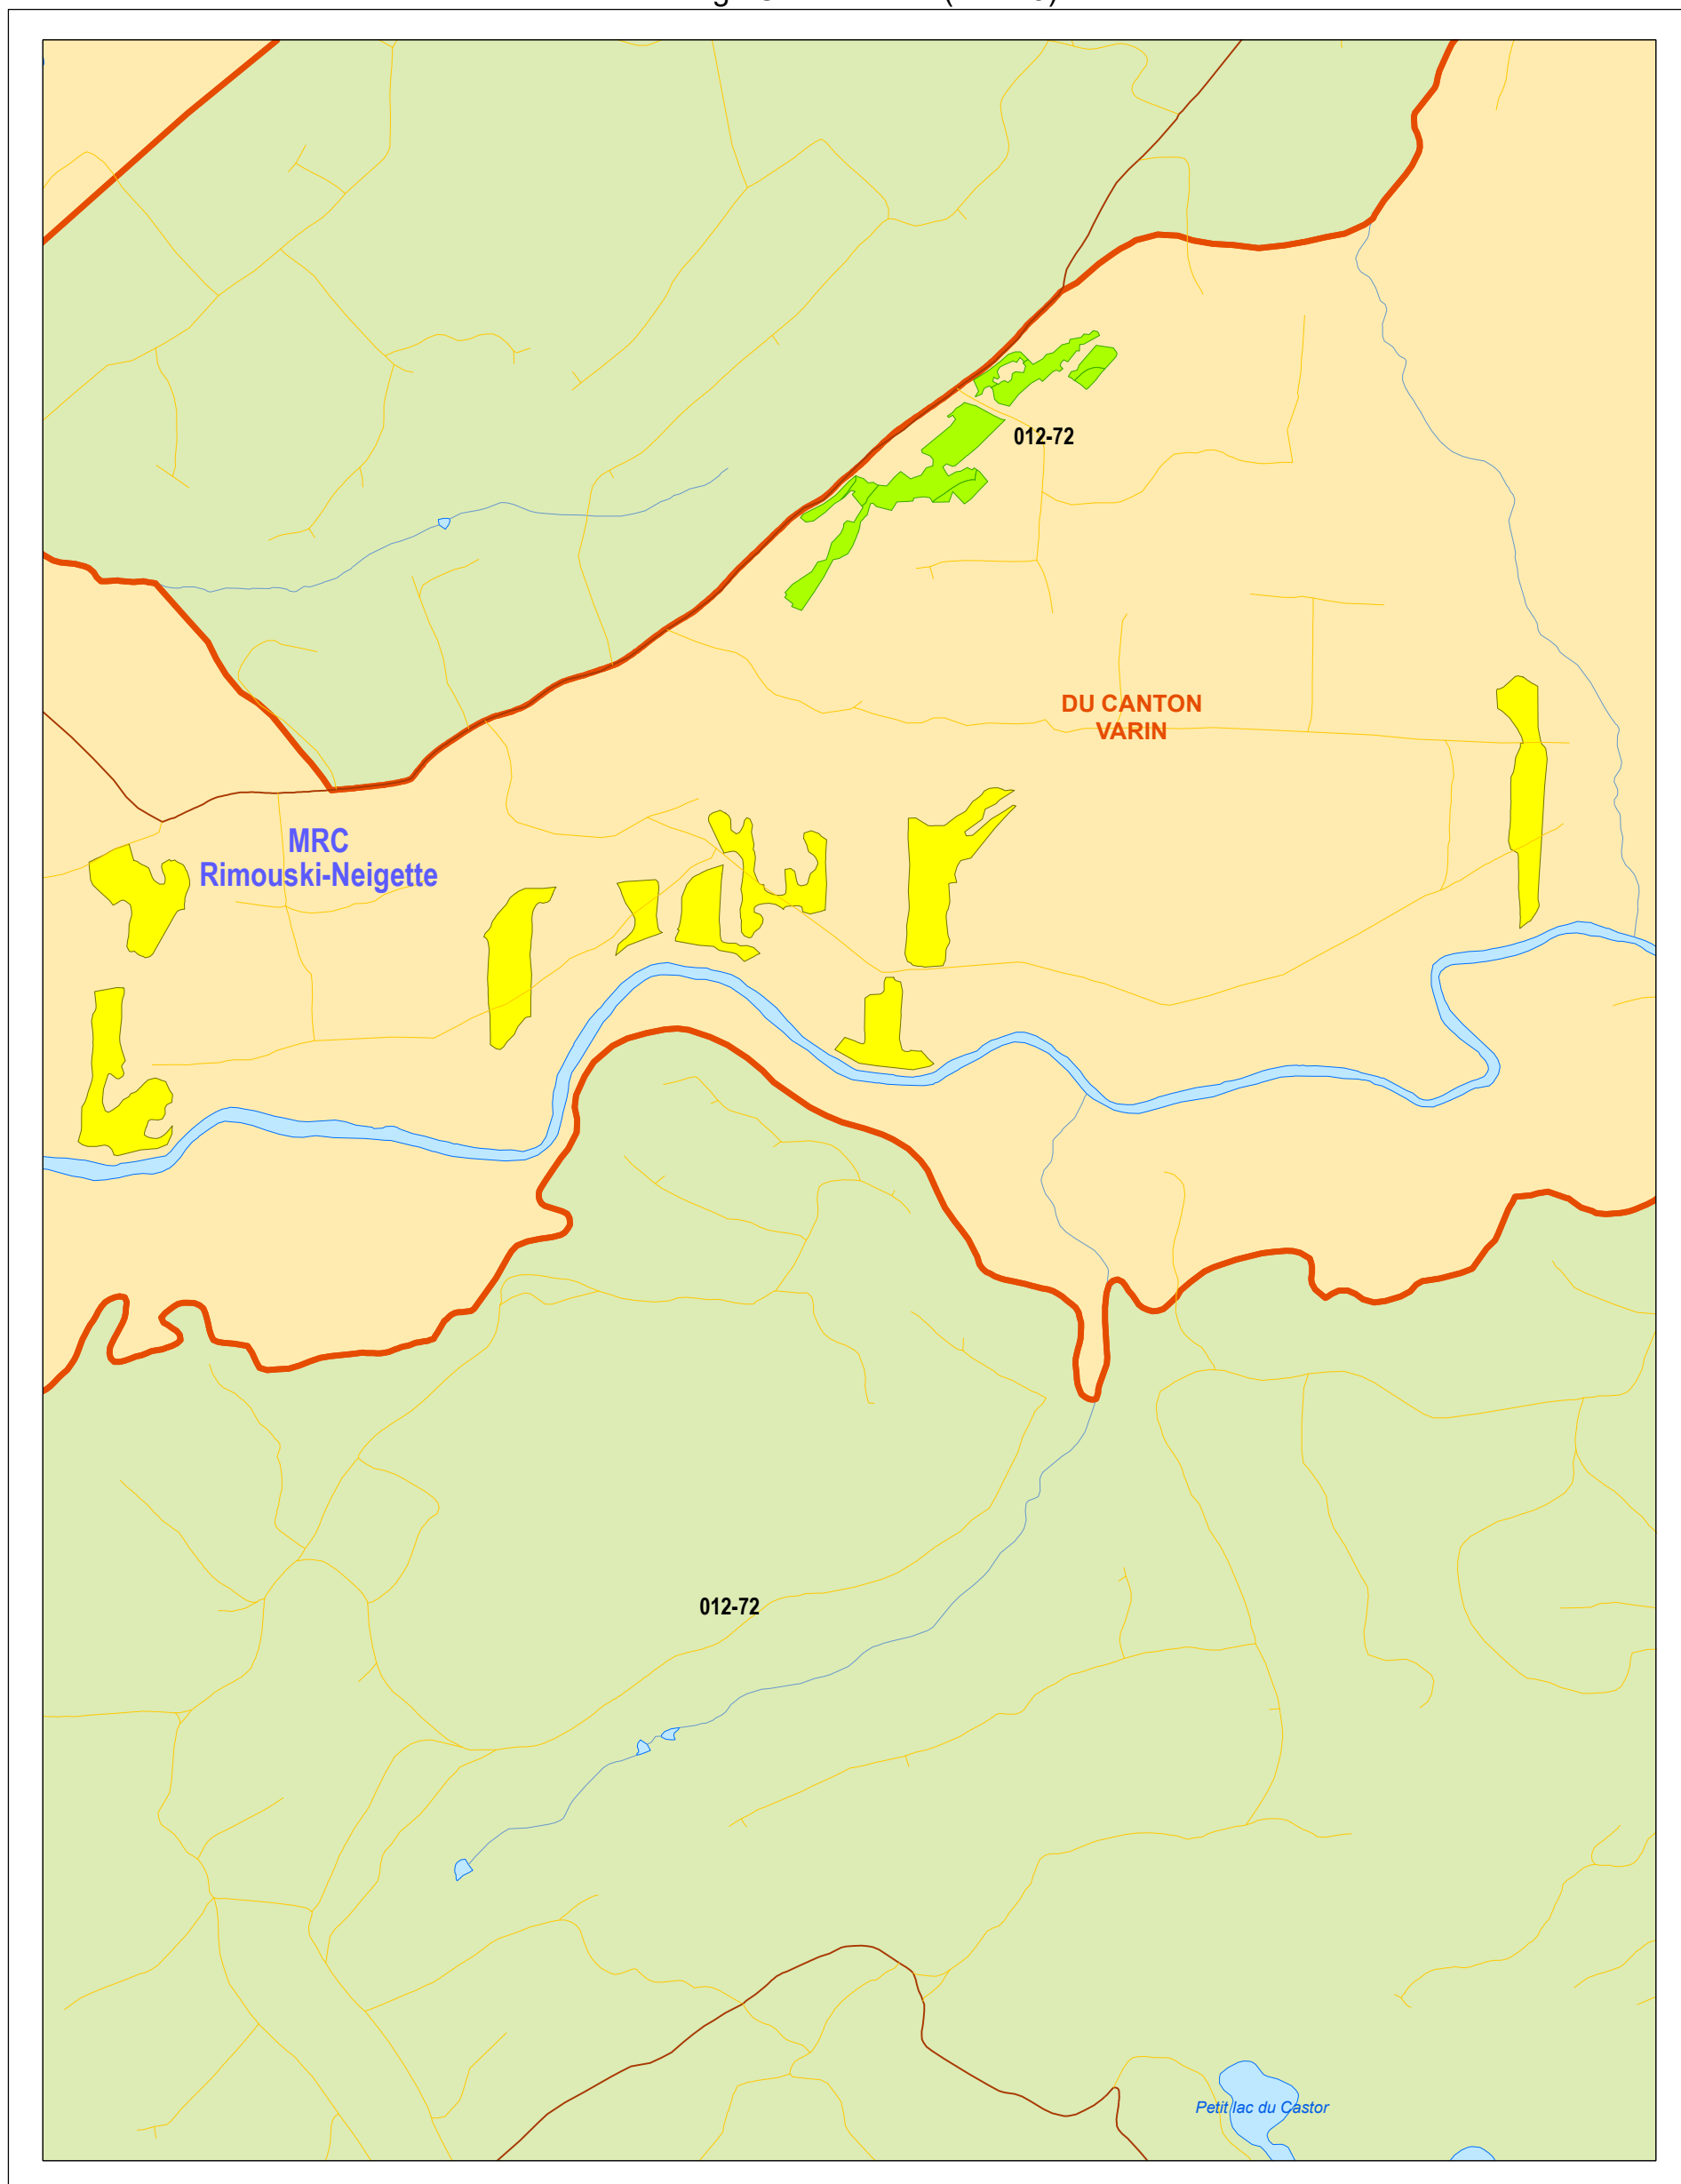 012-72
DU CANTON
VARIN
MRC
Rimouski-Neigette
012-72
Petit lac du Castor